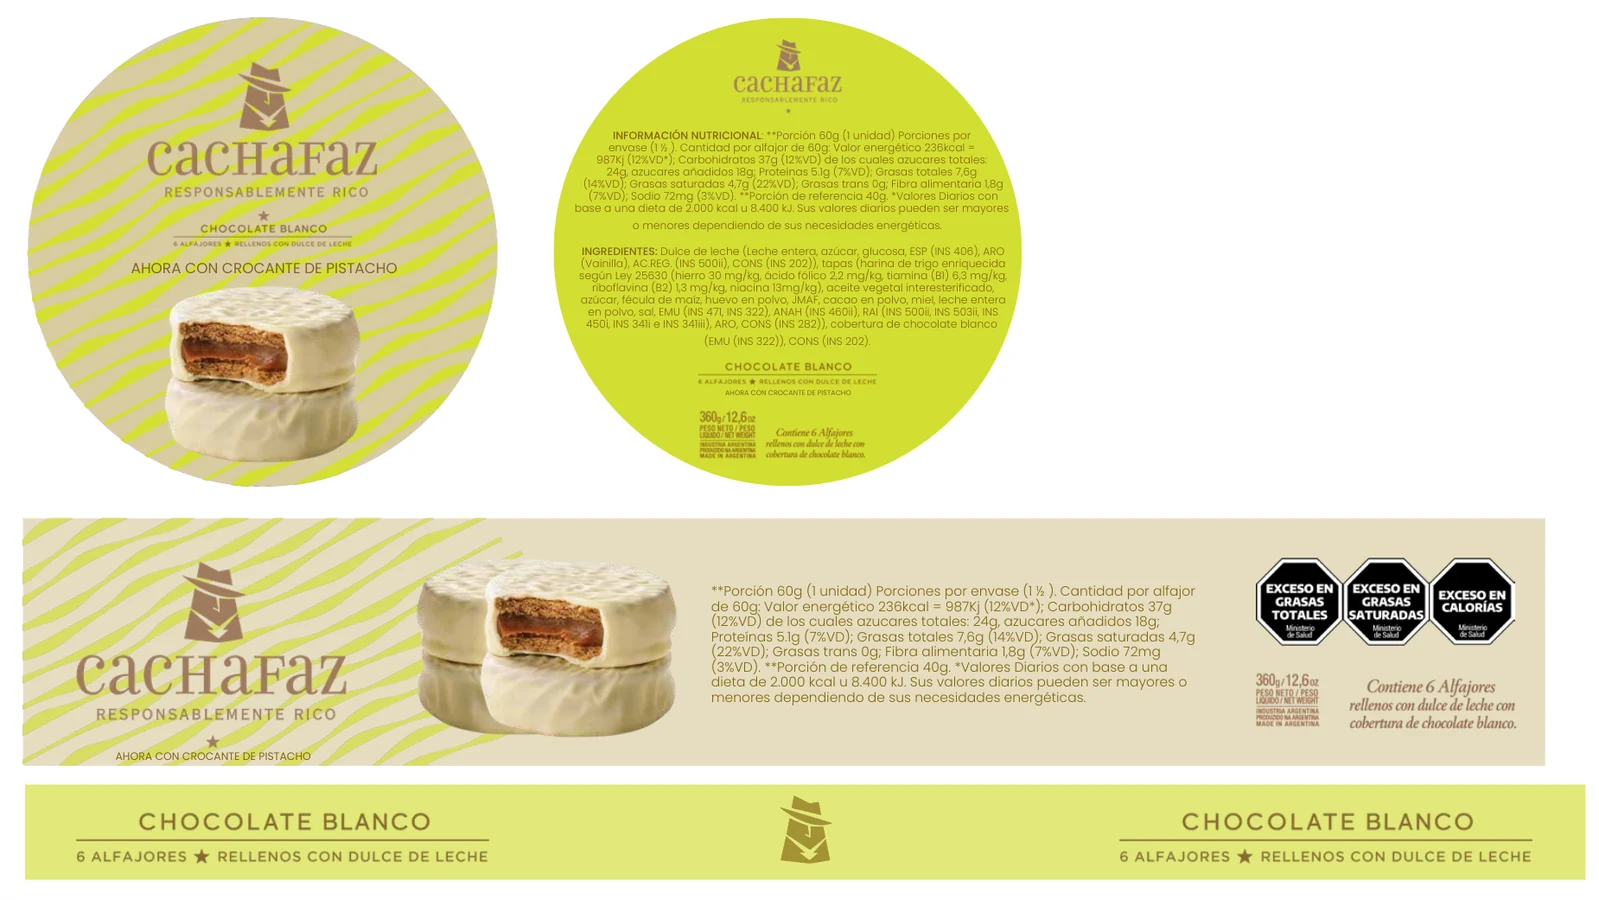 CACHAFAZ
RESPONSABLEMENTE RICO
CHOCOLATE BLANCO
6 ALFAJORES ★ RELLENOS CON DULCE DE LECHE
AHORA CON CROCANTE DE PISTACHO
CACHAFAZ
RESPONSABLEMENTE RICO
INFORMACIÓN NUTRICIONAL: **Porción 60g (1 unidad) Porciones por
envase (1 ½ ). Cantidad por alfajor de 60g: Valor energético 236kcal =
987Kj (12%VD*); Carbohidratos 37g (12%VD) de los cuales azucares totales:
24g, azucares añadidos 18g; Proteínas 5.1g (7%VD); Grasas totales 7,6g
(14%VD); Grasas saturadas 4,7g (22%VD); Grasas trans 0g; Fibra alimentaria 1,8g
(7%VD); Sodio 72mg (3%VD). **Porción de referencia 40g. *Valores Diarios con
base a una dieta de 2.000 kcal u 8.400 kJ. Sus valores diarios pueden ser mayores
o menores dependiendo de sus necesidades energéticas.
INGREDIENTES: Dulce de leche (Leche entera, azúcar, glucosa, ESP (INS 406), ARO
(Vainilla), AC.REG. (INS 500ii), CONS (INS 202)), tapas (harina de trigo enriquecida
según Ley 25630 (hierro 30 mg/kg, ácido fólico 2,2 mg/kg, tiamina (B1) 6,3 mg/kg,
riboflavina (B2) 1,3 mg/kg, niacina 13mg/kg), aceite vegetal interesterificado,
azúcar, fécula de maíz, huevo en polvo, JMAF, cacao en polvo, miel, leche entera
en polvo, sal, EMU (INS 471, INS 322), ANAH (INS 460ii), RAI (INS 500ii, INS 503ii, INS
450i, INS 341i e INS 341iii), ARO, CONS (INS 282)), cobertura de chocolate blanco
(EMU (INS 322)), CONS (INS 202).
CHOCOLATE BLANCO
6 ALFAJORES ★ RELLENOS CON DULCE DE LECHE
AHORA CON CROCANTE DE PISTACHO
360g/12,6oz
PESO NETO / PESO
LIQUIDO / NET WEIGHT
INDUSTRIA ARGENTINA
PRODUZIDO NA ARGENTINA
MADE IN ARGENTINA
Contiene 6 Alfajores
rellenos con dulce de leche con
cobertura de chocolate blanco.
CACHAFAZ
RESPONSABLEMENTE RICO
AHORA CON CROCANTE DE PISTACHO
**Porción 60g (1 unidad) Porciones por envase (1 ½ ). Cantidad por alfajor
de 60g: Valor energético 236kcal = 987Kj (12%VD*); Carbohidratos 37g
(12%VD) de los cuales azucares totales: 24g, azucares añadidos 18g;
Proteínas 5.1g (7%VD); Grasas totales 7,6g (14%VD); Grasas saturadas 4,7g
(22%VD); Grasas trans 0g; Fibra alimentaria 1,8g (7%VD); Sodio 72mg
(3%VD). **Porción de referencia 40g. *Valores Diarios con base a una
dieta de 2.000 kcal u 8.400 kJ. Sus valores diarios pueden ser mayores o
menores dependiendo de sus necesidades energéticas.
EXCESO EN
GRASAS
TOTALES
Ministerio
de Salud
EXCESO EN
GRASAS
SATURADAS
Ministerio
de Salud
EXCESO EN
CALORÍAS
Ministerio
de Salud
360g/12,6oz
PESO NETO / PESO
LIQUIDO / NET WEIGHT
INDUSTRIA ARGENTINA
PRODUZIDO NA ARGENTINA
MADE IN ARGENTINA
Contiene 6 Alfajores
rellenos con dulce de leche con
cobertura de chocolate blanco.
CHOCOLATE BLANCO
6 ALFAJORES ★ RELLENOS CON DULCE DE LECHE
CHOCOLATE BLANCO
6 ALFAJORES ★ RELLENOS CON DULCE DE LECHE